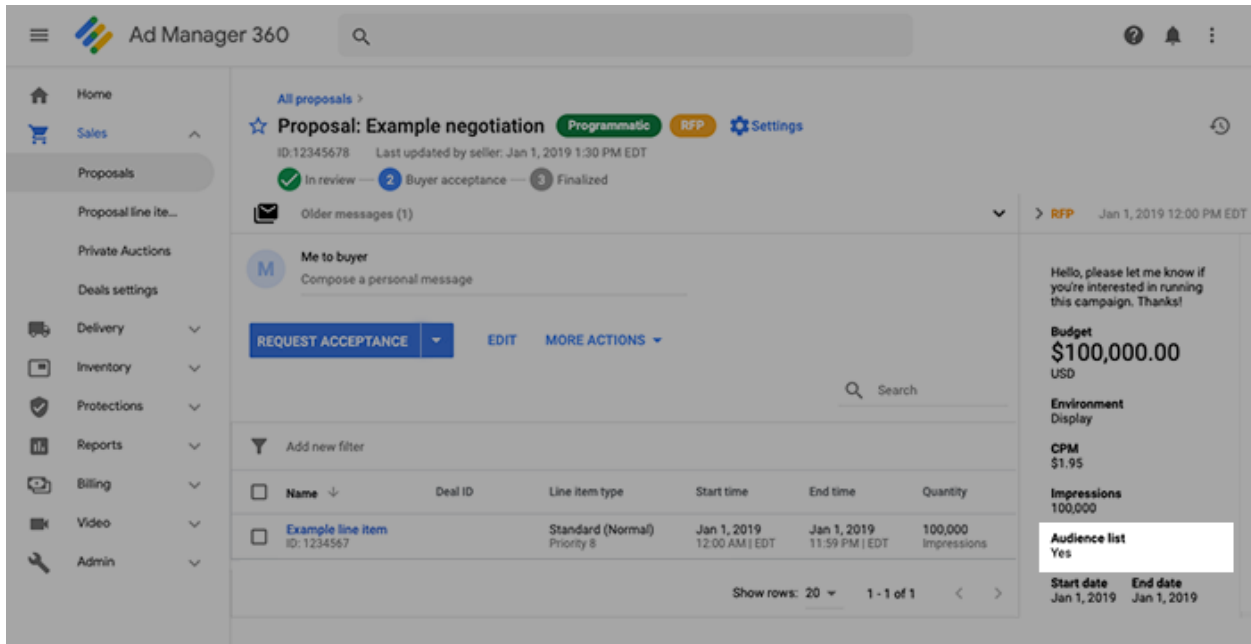 Ad Manager 360
Home
Sales
Proposals
Proposal line ite...
Private Auctions
Deals settings
Delivery
Inventory
Protections
Reports
Billing
Video
Admin
All proposals >
Proposal: Example negotiation Programmatic RFP Settings
ID:12345678 Last updated by seller: Jan 1, 2019 1:30 PM EDT
In review 2 Buyer acceptance 3 Finalized
Older messages (1)
M
Me to buyer
Compose a personal message
REQUEST ACCEPTANCE EDIT MORE ACTIONS
Search
Add new filter
Name Deal ID Line item type Start time End time Quantity
Example line item Standard (Normal) Jan 1, 2019 Jan 1, 2019 100,000
ID: 1234567 Priority 8 12:00 AM | EDT 11:59 PM | EDT Impressions
Show rows: 20 1 - 1 of 1
RFP Jan 1, 2019 12:00 PM EDT
Hello, please let me know if
you're interested in running
this campaign. Thanks!
Budget
$100,000.00
USD
Environment
Display
CPM
$1.95
Impressions
100,000
Audience list
Yes
Start date End date
Jan 1, 2019 Jan 1, 2019